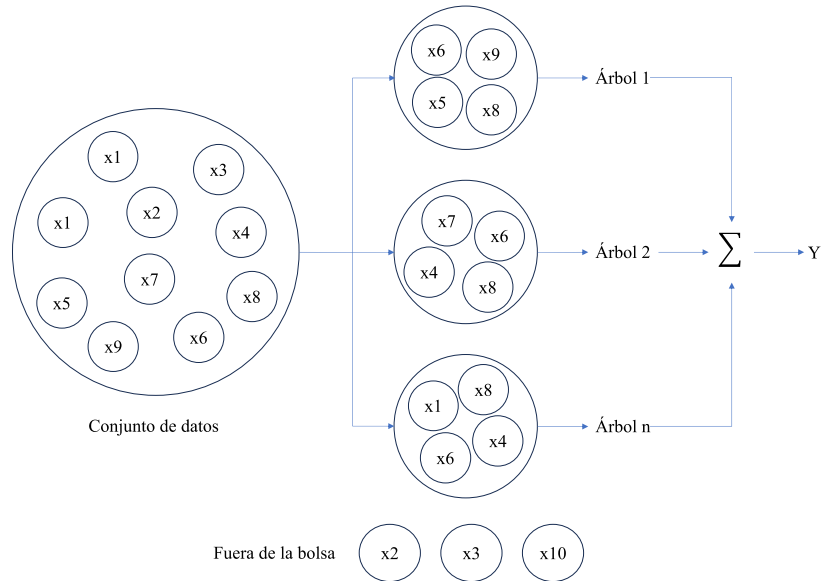 x6
x9
x5
x8
Árbol 1
x1
x3
x1
x2
x4
x7
x5
x8
x9
x6
Conjunto de datos
x7
x6
x4
x8
Árbol 2
∑
Y
x1
x8
x6
x4
Árbol n
Fuera de la bolsa
x2
x3
x10